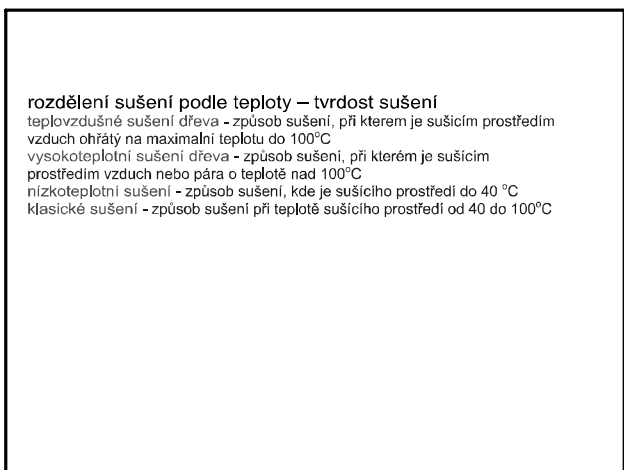 rozdělení sušení podle teploty – tvrdost sušení
teplovzdušné sušení dřeva - způsob sušení, při kterem je sušicím prostředím
vzduch ohřátý na maximalní teplotu do 100°C
vysokoteplotní sušení dřeva - způsob sušení, při kterém je sušícím
prostředím vzduch nebo pára o teplotě nad 100°C
nízkoteplotní sušení - způsob sušení, kde je sušícího prostředí do 40 °C
klasické sušení - způsob sušení při teplotě sušícího prostředí od 40 do 100°C